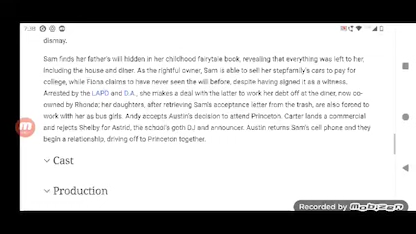 7:39
dismay.
Sam finds her father's will hidden in her childhood fairytale book, revealing that everything was left to her,
including the house and diner. As the rightful owner, Sam is able to sell her stepfamily's cars to pay for
college, while Fiona claims to have never seen the will before, despite having signed it as a witness.
Arrested by the LAPD and D.A., she makes a deal with the latter to work her debt off at the diner, now co-
owned by Rhonda; her daughters, after retrieving Sam's acceptance letter from the trash, are also forced to
work with her as bus girls. Andy accepts Austin's decision to attend Princeton. Carter lands a commercial
and rejects Shelby for Astrid, the school's goth DJ and announcer. Austin returns Sam's cell phone and they
begin a relationship, driving off to Princeton together.
Cast
Production
Recorded by Mobizen